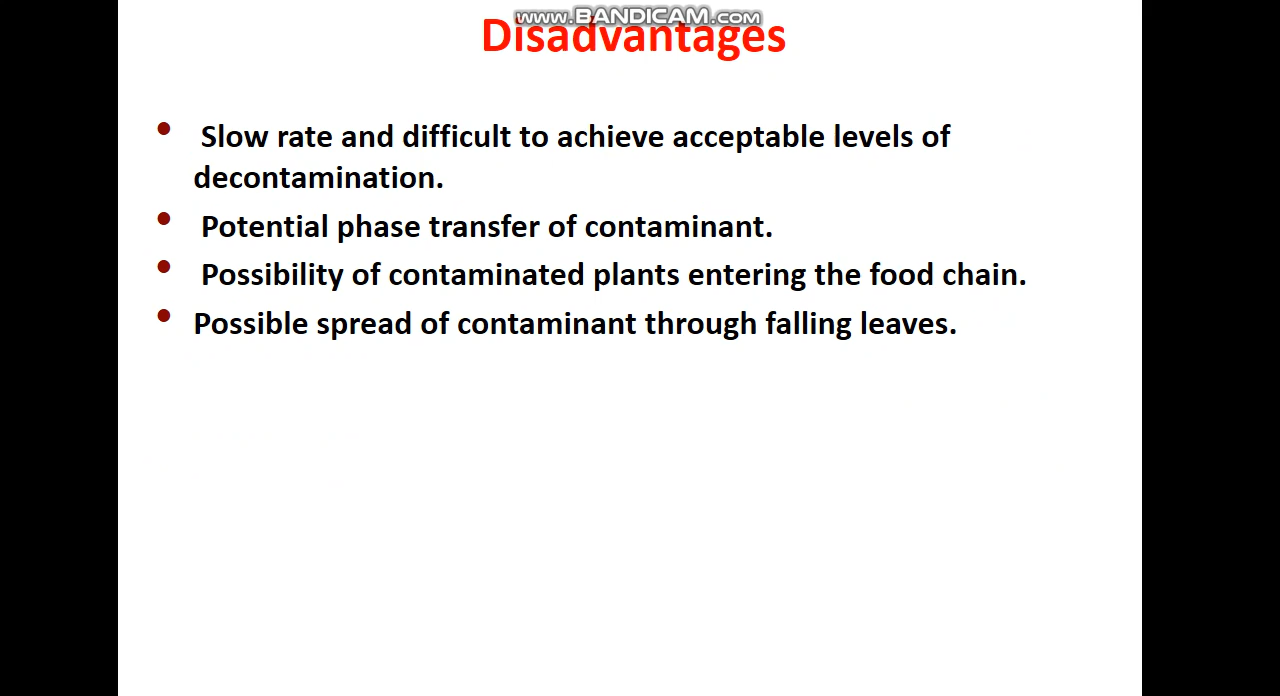 www.BANDICAM.com
Disadvantages
• Slow rate and difficult to achieve acceptable levels of
decontamination.
• Potential phase transfer of contaminant.
• Possibility of contaminated plants entering the food chain.
• Possible spread of contaminant through falling leaves.